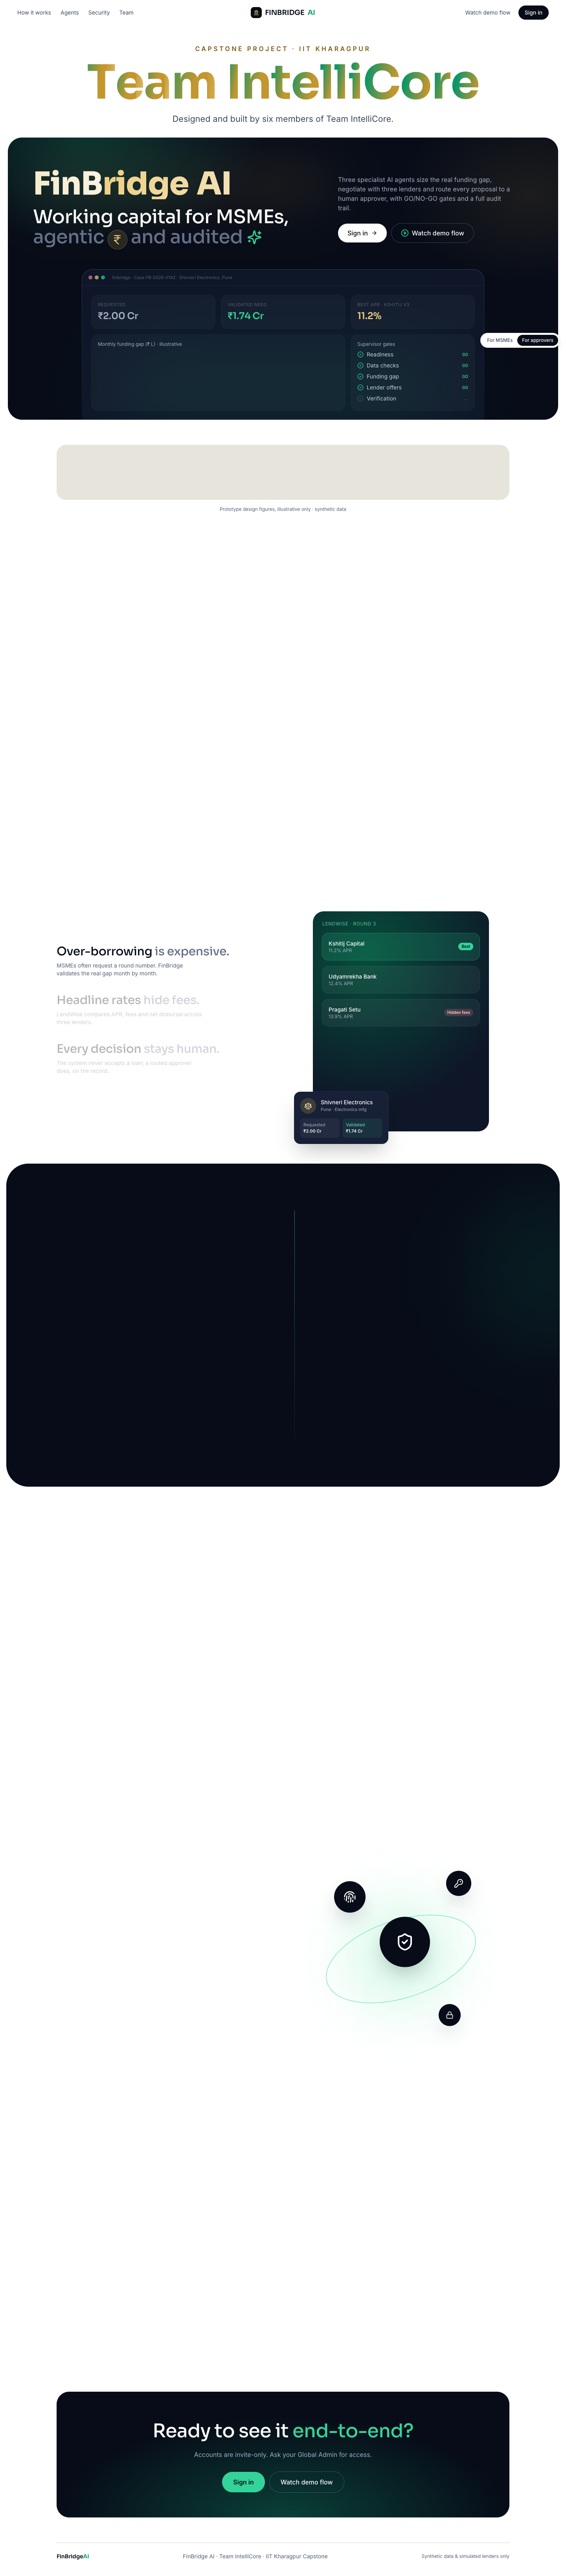 How it works Agents Security Team
FINBRIDGE AI
Watch demo flow Sign in
CAPSTONE PROJECT · IIT KHARAGPUR
Team IntelliCore
Designed and built by six members of Team IntelliCore.
FinBridge AI
Working capital for MSMEs,
agentic ₹ and audited
Three specialist AI agents size the real funding gap,
negotiate with three lenders and route every proposal to a
human approver, with GO/NO-GO gates and a full audit
trail.
Sign in →
Watch demo flow
finbridge · Case FB-2026-0142 · Shivneri Electronics, Pune
REQUESTED
₹2.00 Cr
VALIDATED NEED
₹1.74 Cr
BEST APR · KSHITIJ V3
11.2%
Monthly funding gap (₹ L) · illustrative
Supervisor gates
Readiness GO
Data checks GO
Funding gap GO
Lender offers GO
Verification
For MSMEs For approvers
Prototype design figures, illustrative only · synthetic data
Over-borrowing is expensive.
MSMEs often request a round number. FinBridge
validates the real gap month by month.
Headline rates hide fees.
LendWise compares APR, fees and net disbursal across
three lenders.
Every decision stays human.
The system never accepts a loan; a routed approver
does, on the record.
LENDWISE · ROUND 3
Kshitij Capital
11.2% APR
Best
Udyamrekha Bank
12.4% APR
Pragati Setu
13.9% APR
Hidden fees
Shivneri Electronics
Pune · Electronics mfg
Requested
₹2.00 Cr
Validated
₹1.74 Cr
Ready to see it end-to-end?
Accounts are invite-only. Ask your Global Admin for access.
Sign in
Watch demo flow
FinBridgeAI
FinBridge AI · Team IntelliCore · IIT Kharagpur Capstone
Synthetic data & simulated lenders only